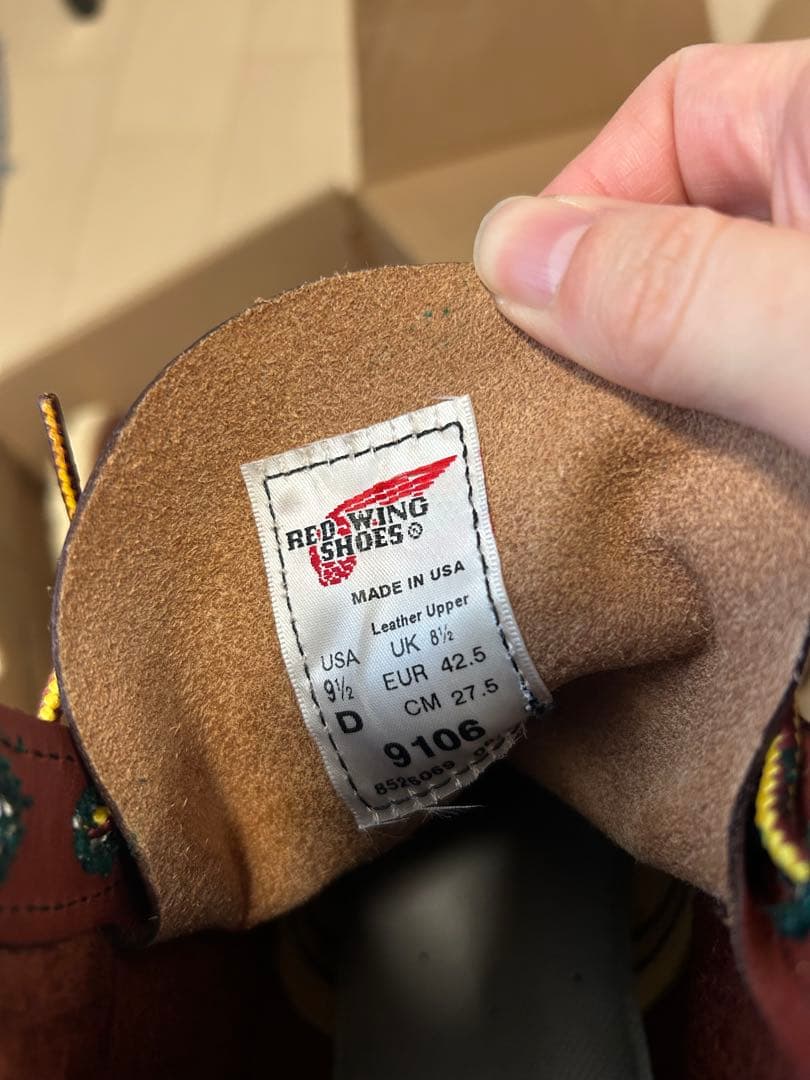 RED WING
SHOES®
MADE IN USA
Leather Upper
USA UK 8½
9½ EUR 42.5
D CM 27.5
9106
8526069